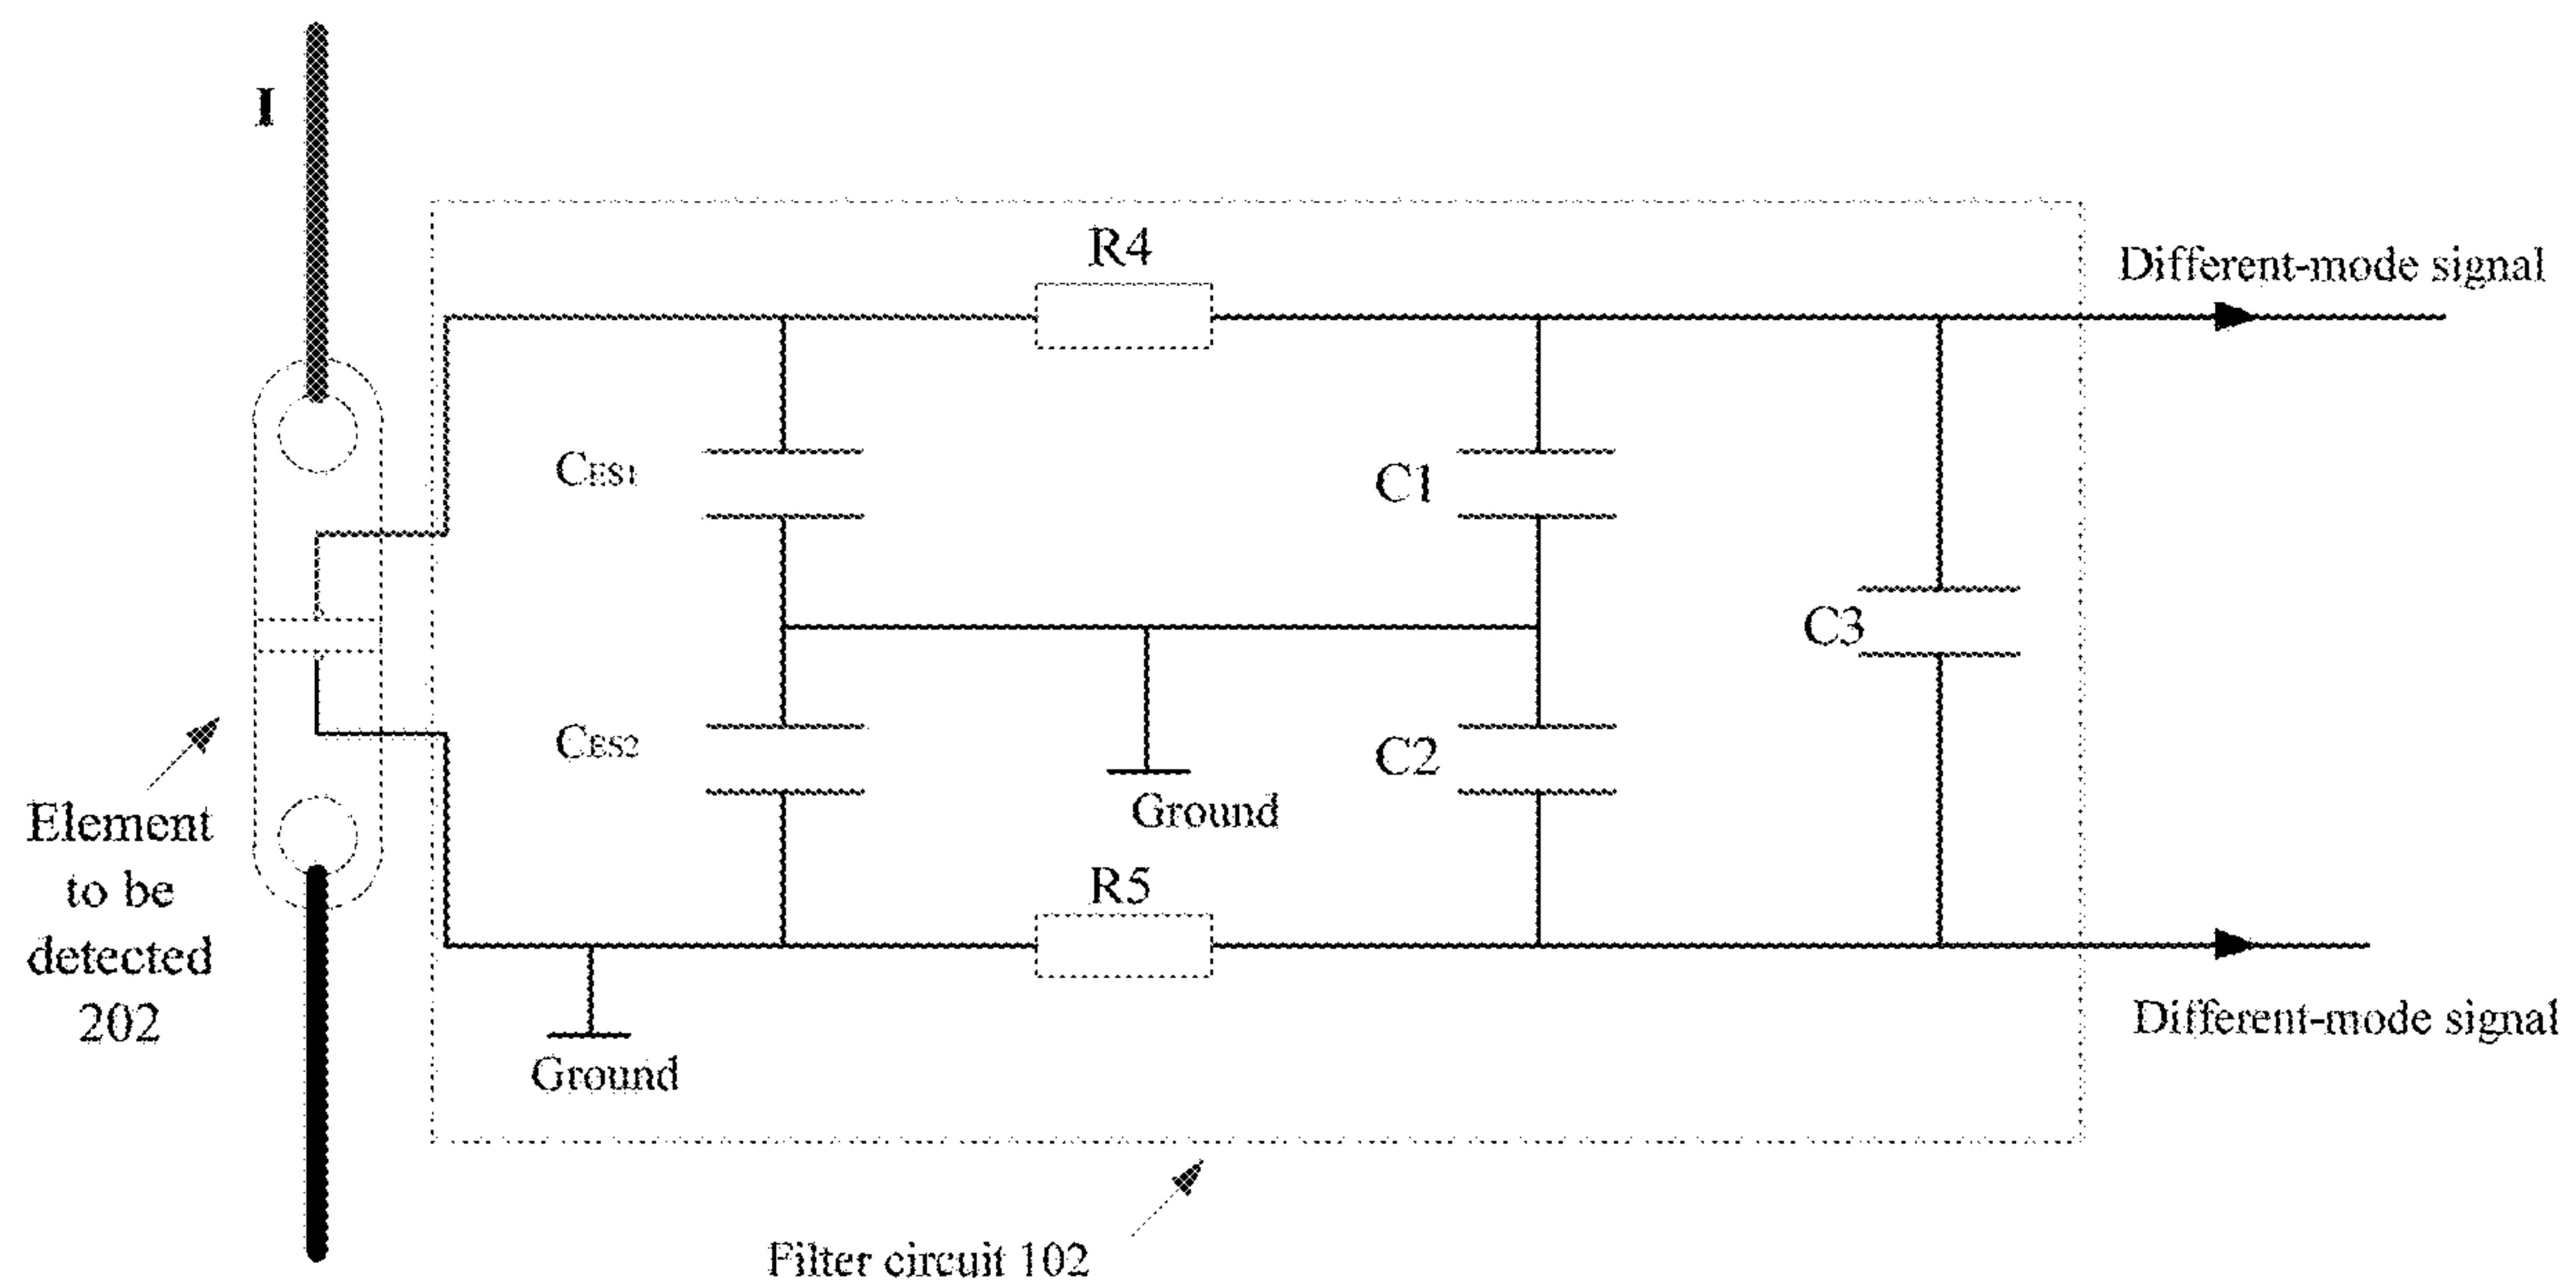 I
R4
Different-mode signal
CES1
C1
C3
CES2
C2
Ground
Element
to be
detected
202
R5
Ground
Different-mode signal
Filter circuit 102